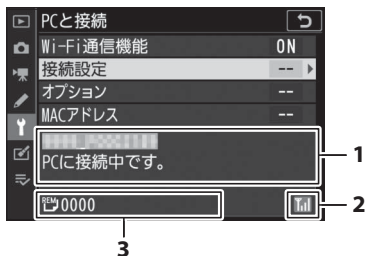 PCと接続
Wi-Fi通信機能 ON
接続設定 --
オプション --
MACアドレス --
PCに接続中です。
1
REM 0000
2
3